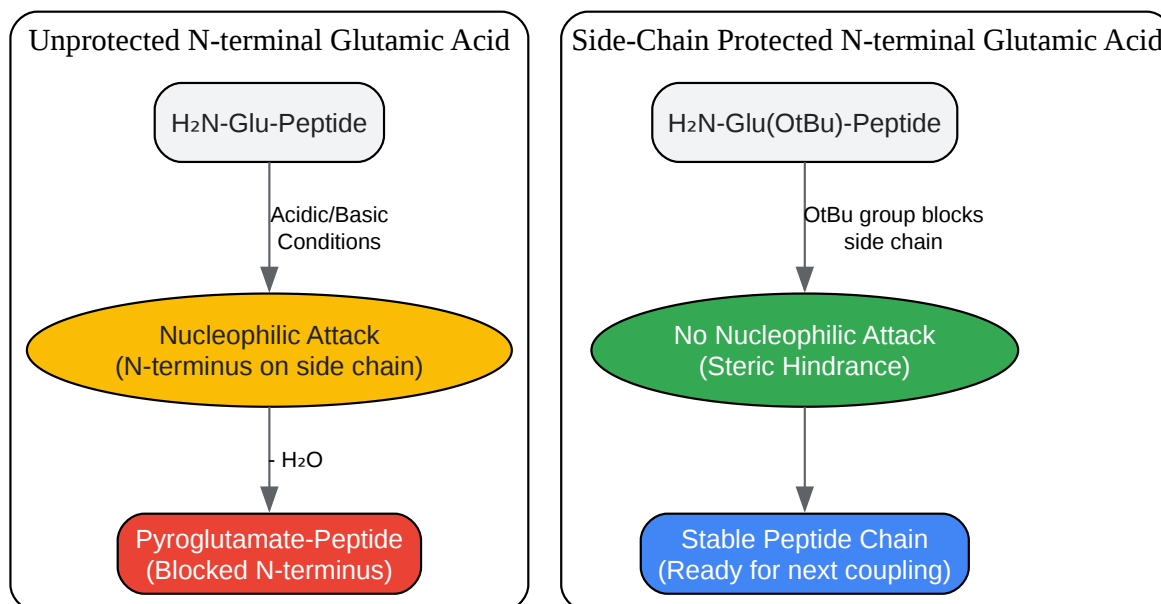 Unprotected N-terminal Glutamic Acid
H₂N-Glu-Peptide
Acidic/Basic
Conditions
Nucleophilic Attack
(N-terminus on side chain)
- H₂O
Pyroglutamate-Peptide
(Blocked N-terminus)
Side-Chain Protected N-terminal Glutamic Acid
H₂N-Glu(OtBu)-Peptide
OtBu group blocks
side chain
No Nucleophilic Attack
(Steric Hindrance)
Stable Peptide Chain
(Ready for next coupling)